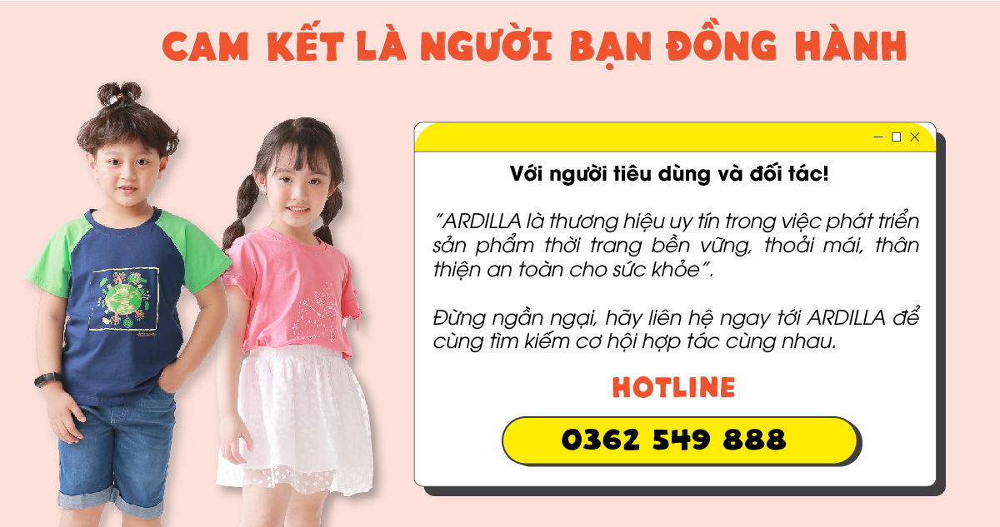 CAM KẾT LÀ NGƯỜI BẠN ĐỒNG HÀNH
Với người tiêu dùng và đối tác!
“ARDILLA là thương hiệu uy tín trong việc phát triển
sản phẩm thời trang bền vững, thoải mái, thân
thiện an toàn cho sức khỏe”.
Đừng ngần ngại, hãy liên hệ ngay tới ARDILLA để
cùng tìm kiếm cơ hội hợp tác cùng nhau.
HOTLINE
0362 549 888